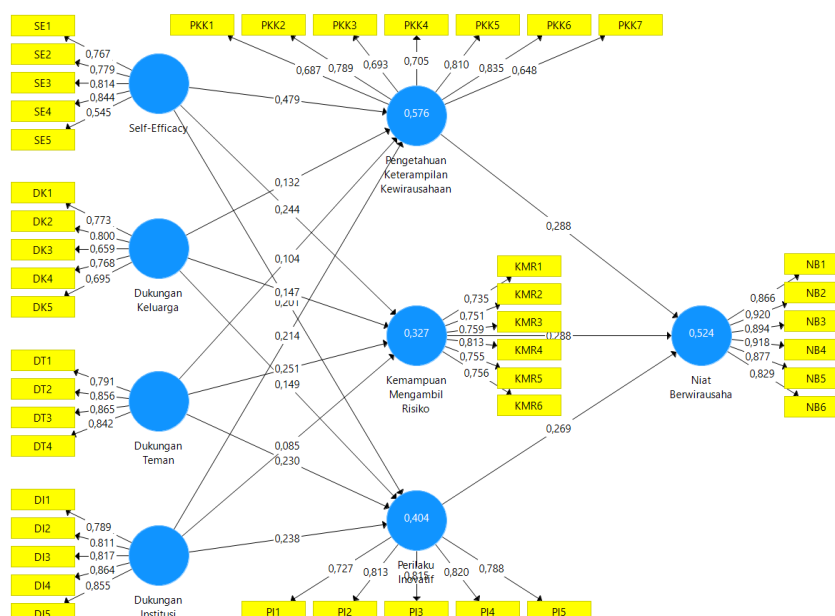 SE1
SE2
SE3
SE4
SE5
0,767
0,779
0,814
0,844
0,545
Self-Efficacy
PKK1
PKK2
PKK3
PKK4
PKK5
PKK6
PKK7
0,687
0,789
0,693
0,705
0,810
0,835
0,648
0,576
Pengetahuan
Keterampilan
Kewirausahaan
0,479
0,132
0,244
0,104
0,147
0,201
0,214
0,251
0,149
0,085
0,230
0,238
DK1
DK2
DK3
DK4
DK5
0,773
0,800
0,659
0,768
0,695
Dukungan
Keluarga
KMR1
KMR2
KMR3
KMR4
KMR5
KMR6
0,735
0,751
0,759
0,813
0,755
0,756
0,327
Kemampuan
Mengambil
Risiko
0,288
0,288
0,269
NB1
NB2
NB3
NB4
NB5
NB6
0,866
0,920
0,894
0,918
0,877
0,829
0,524
Niat
Berwirausaha
DT1
DT2
DT3
DT4
0,791
0,856
0,865
0,842
Dukungan
Teman
DI1
DI2
DI3
DI4
DI5
0,789
0,811
0,817
0,864
0,855
Dukungan
Institusi
0,404
Perilaku
Inovatif
0,727
0,813
0,815
0,820
0,788
PI1
PI2
PI3
PI4
PI5